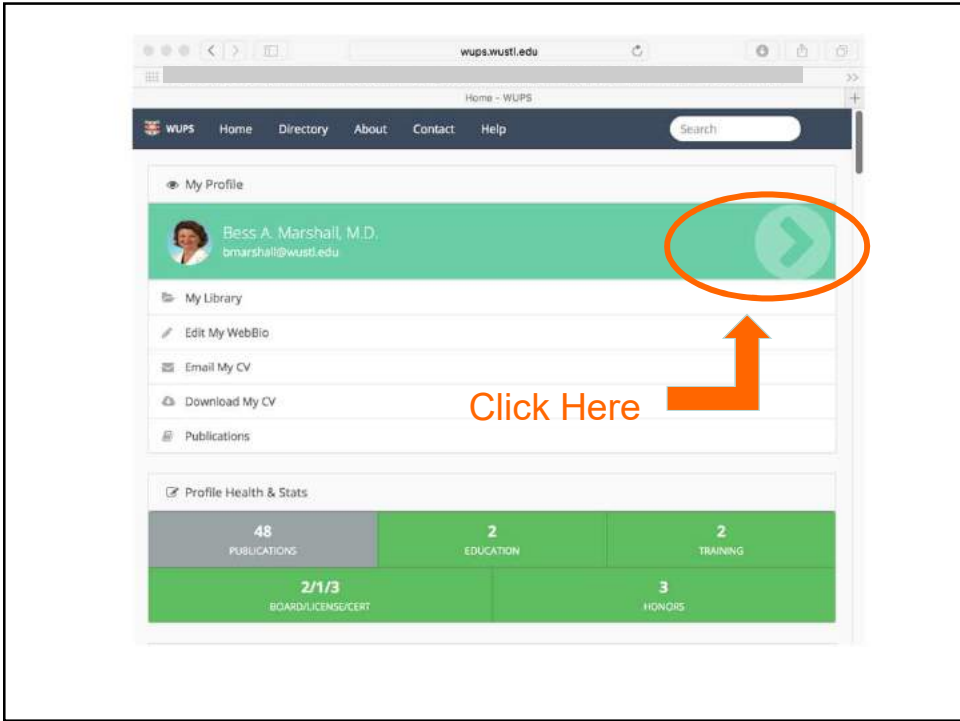 wups.wustl.edu
>>
Home - WUPS
+
WUPS Home Directory About Contact Help Search
My Profile
Bess A. Marshall, M.D.
bmarshall@wustl.edu
My Library
Edit My WebBio
Email My CV
Download My CV
Click Here
Publications
Profile Health & Stats
48 2 2
PUBLICATIONS EDUCATION TRAINING
2/1/3 3
BOARD/LICENSE/CERT HONORS